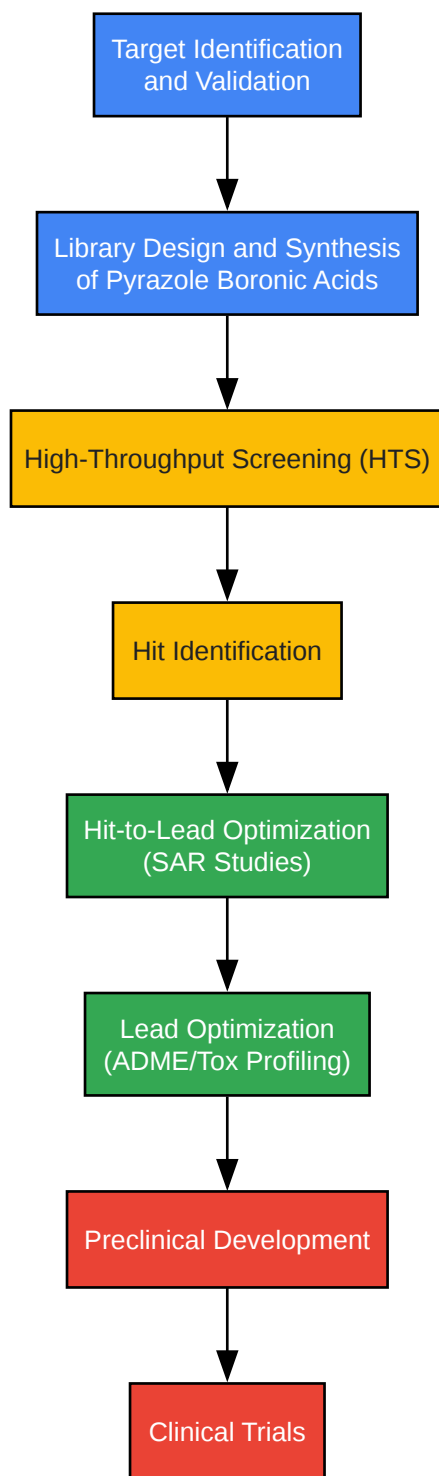 Target Identification
and Validation
Library Design and Synthesis
of Pyrazole Boronic Acids
High-Throughput Screening (HTS)
Hit Identification
Hit-to-Lead Optimization
(SAR Studies)
Lead Optimization
(ADME/Tox Profiling)
Preclinical Development
Clinical Trials